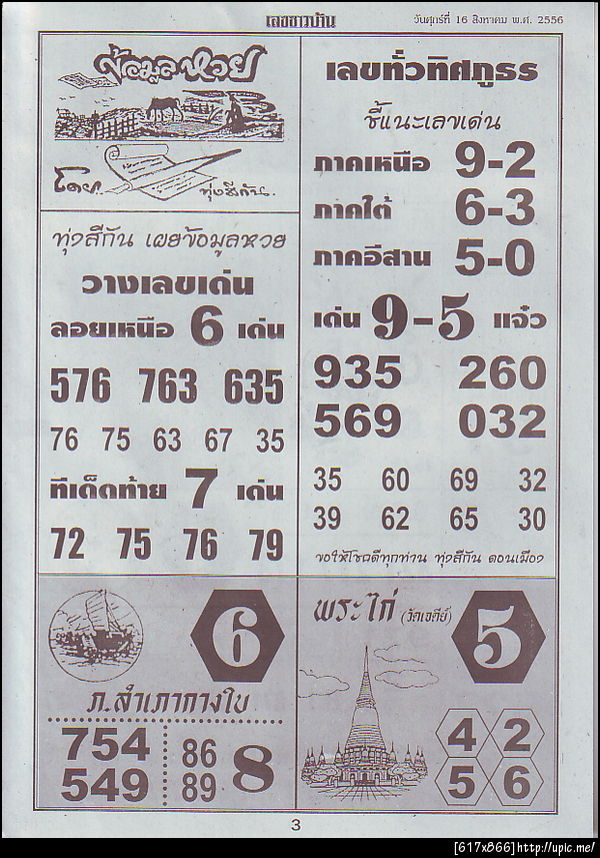 เลขชาวบ้าน
วันศุกร์ที่ 16 สิงหาคม พ.ศ. 2556
ข้อมูลหวย
โดย.
ทุ่งสีกัน.
ทุ่งสีกัน เผยข้อมูลหวย
วางเลขเด่น
ลอยเหนือ 6 เด่น
576 763 635
76 75 63 67 35
ทีเด็ดท้าย 7 เด่น
72 75 76 79
เลขทั่วทิศภูธร
ชี้แนะเลขเด่น
ภาคเหนือ 9-2
ภาคใต้ 6-3
ภาคอีสาน 5-0
เด่น 9-5 แจ๋ว
935 260
569 032
35 60 69 32
39 62 65 30
ขอให้โชคดีทุกท่าน ทุ่งสีกัน ดอนเมือง
6
ภ.สำเภากางใบ
754
549
86
89
8
พระไก่ (วัดเจดีย์)
5
4 2
5 6
3
[617x866]http://upic.me/